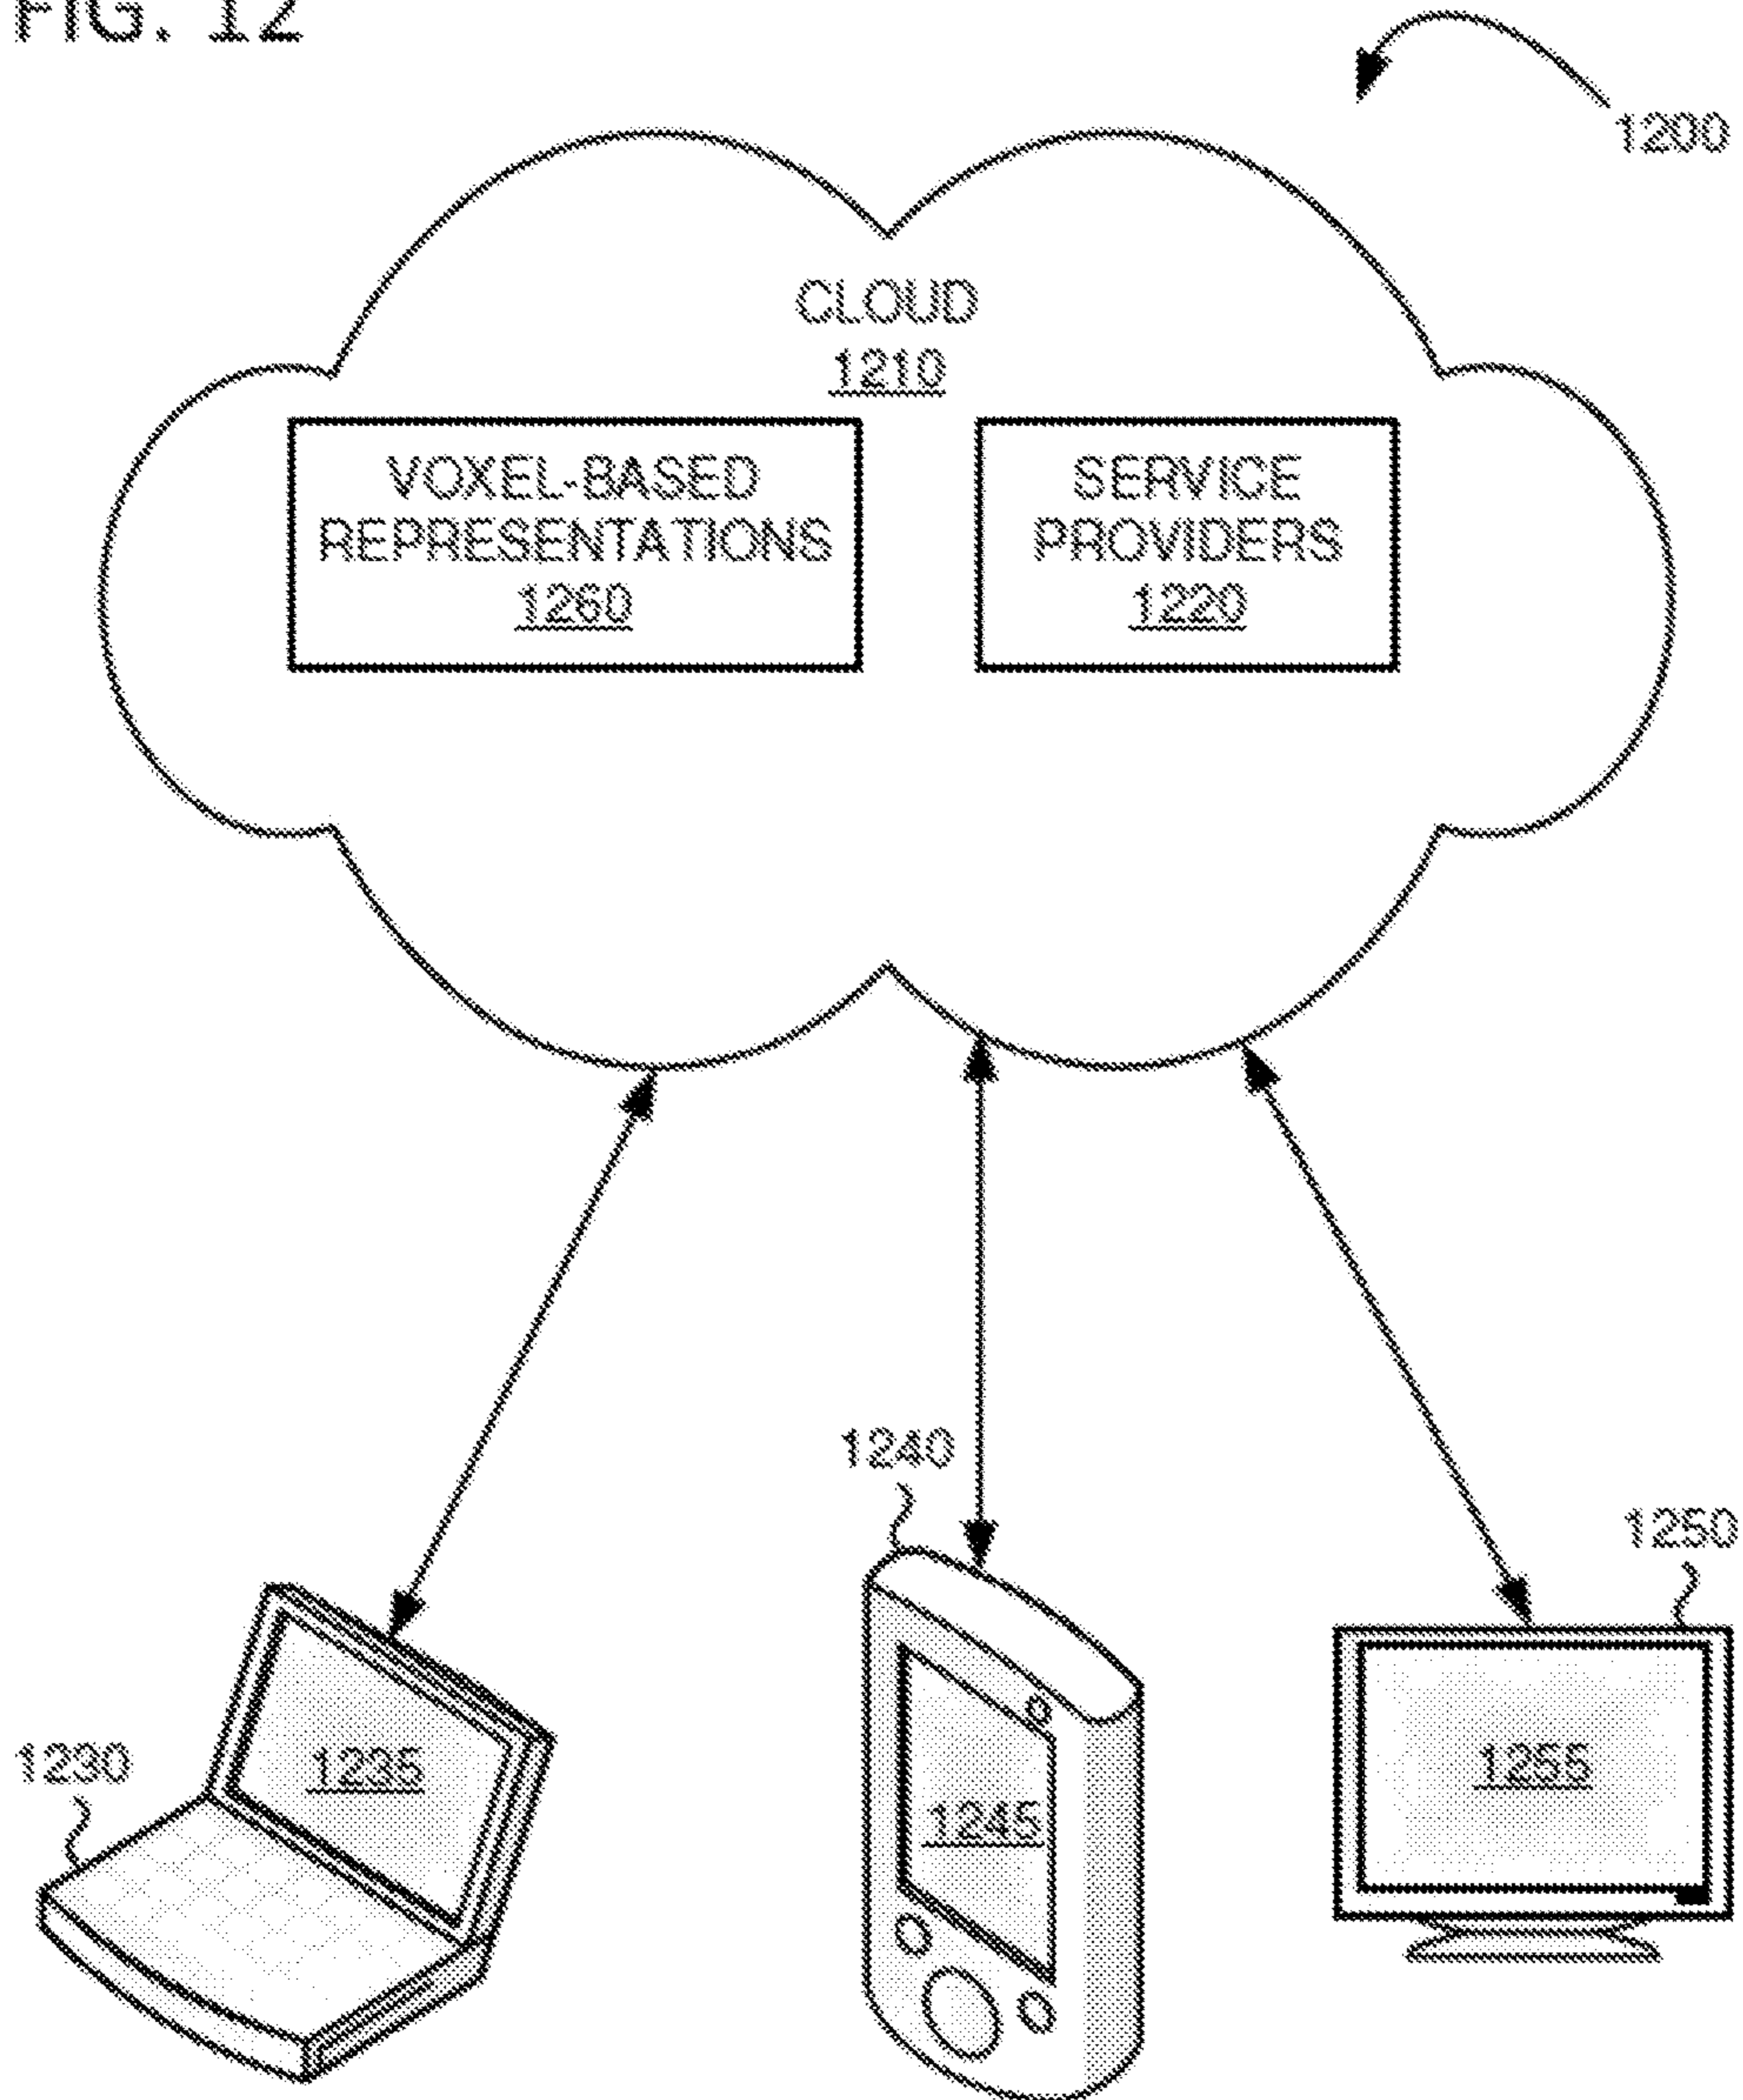 FIG. 12
1200
CLOUD
1210
VOXEL-BASED
REPRESENTATIONS
1260
SERVICE
PROVIDERS
1220
1240
1250
1230
1235
1245
1255